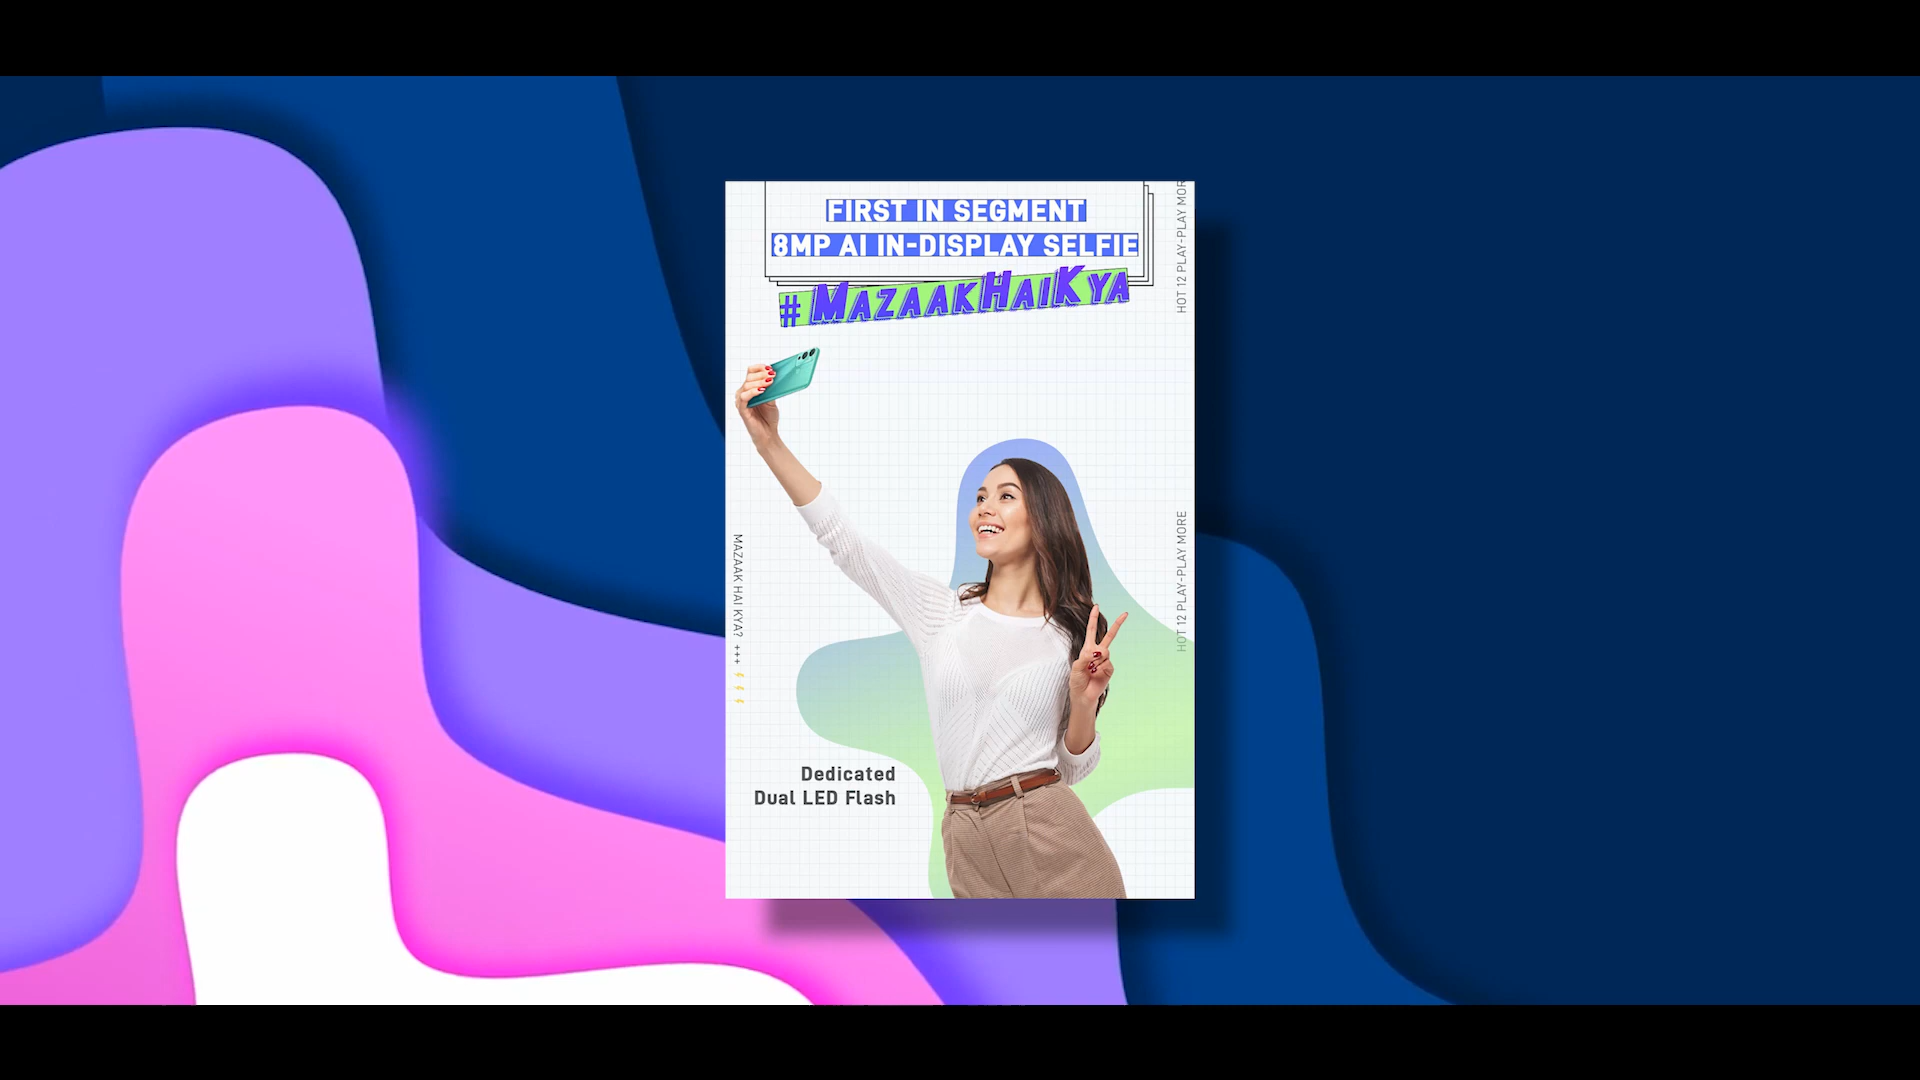 FIRST IN SEGMENT
8MP AI IN-DISPLAY SELFIE
#MAZAAKHAIKYA
HOT 12 PLAY-PLAY MOR
MAZAAK HAI KYA? +++
HOT 12 PLAY-PLAY MORE
Dedicated
Dual LED Flash